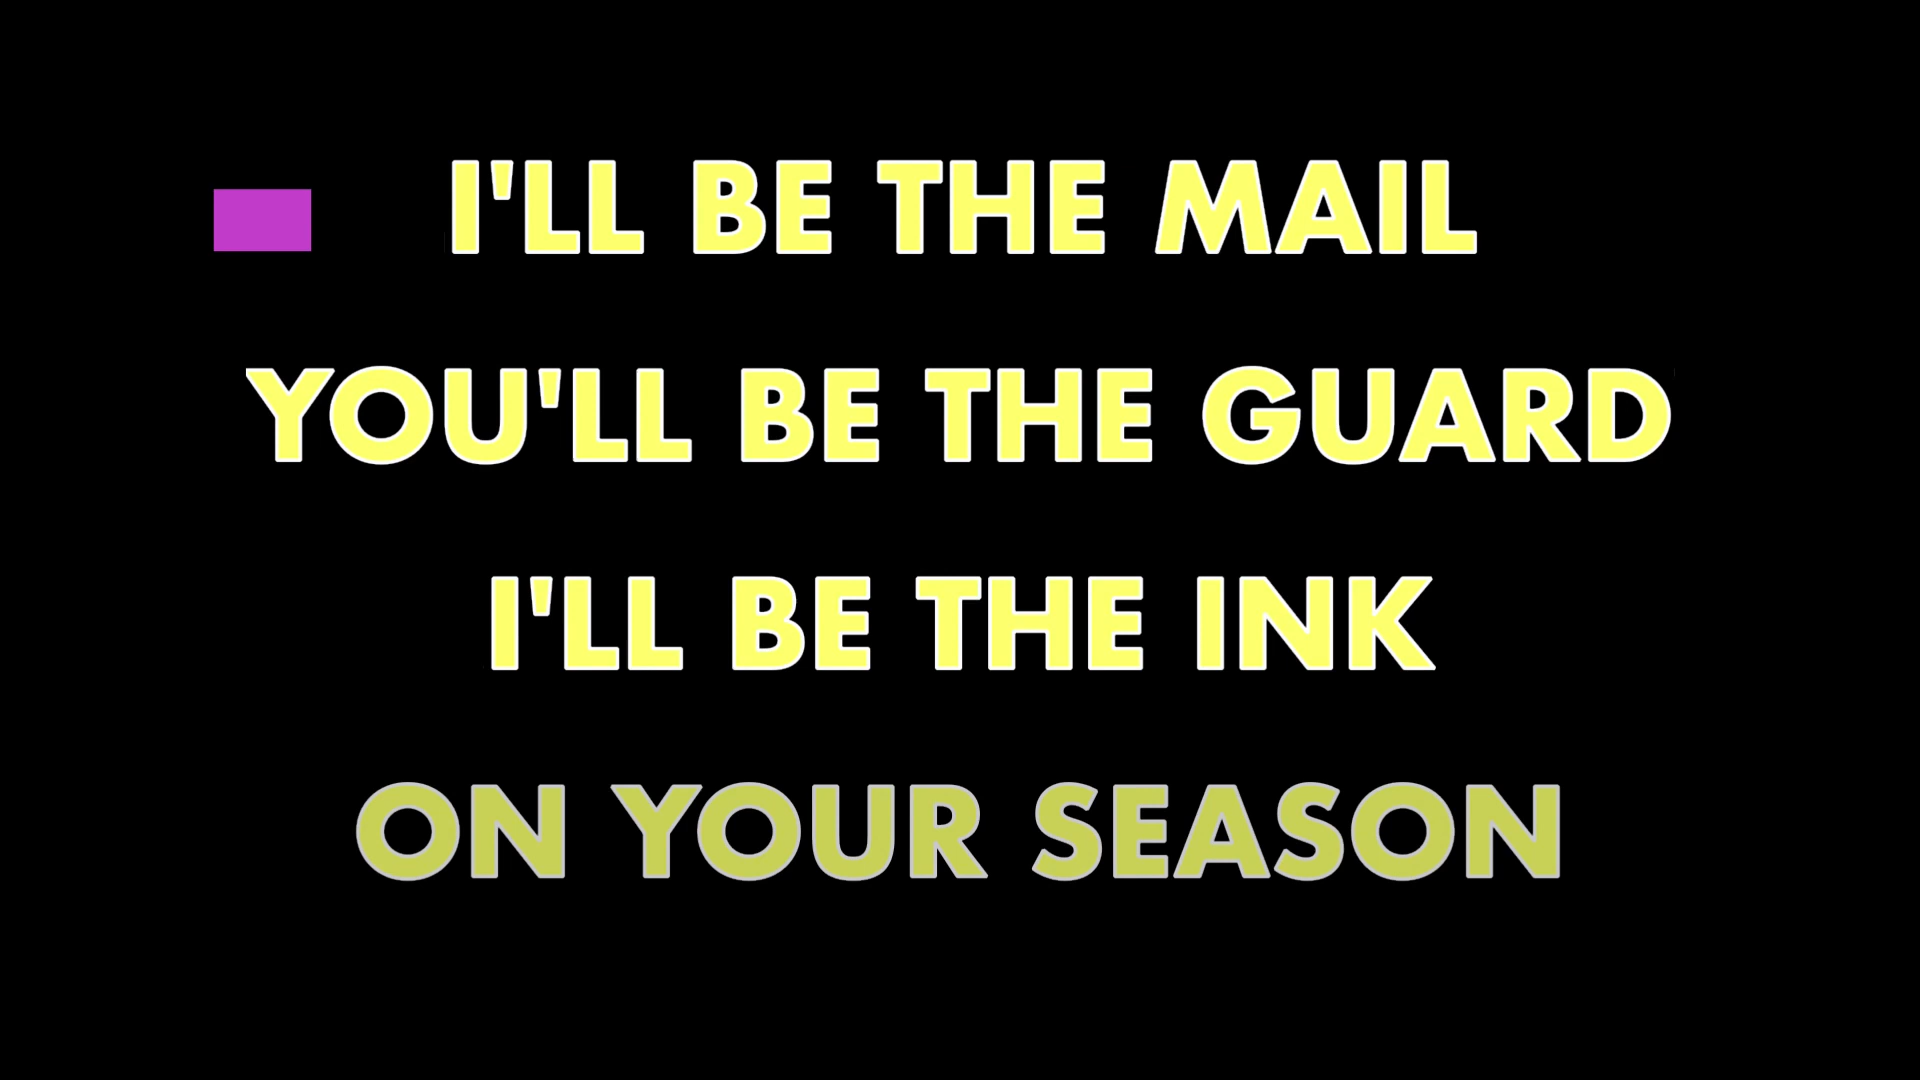 I'LL BE THE MAIL
YOU'LL BE THE GUARD
I'LL BE THE INK
ON YOUR SEASON